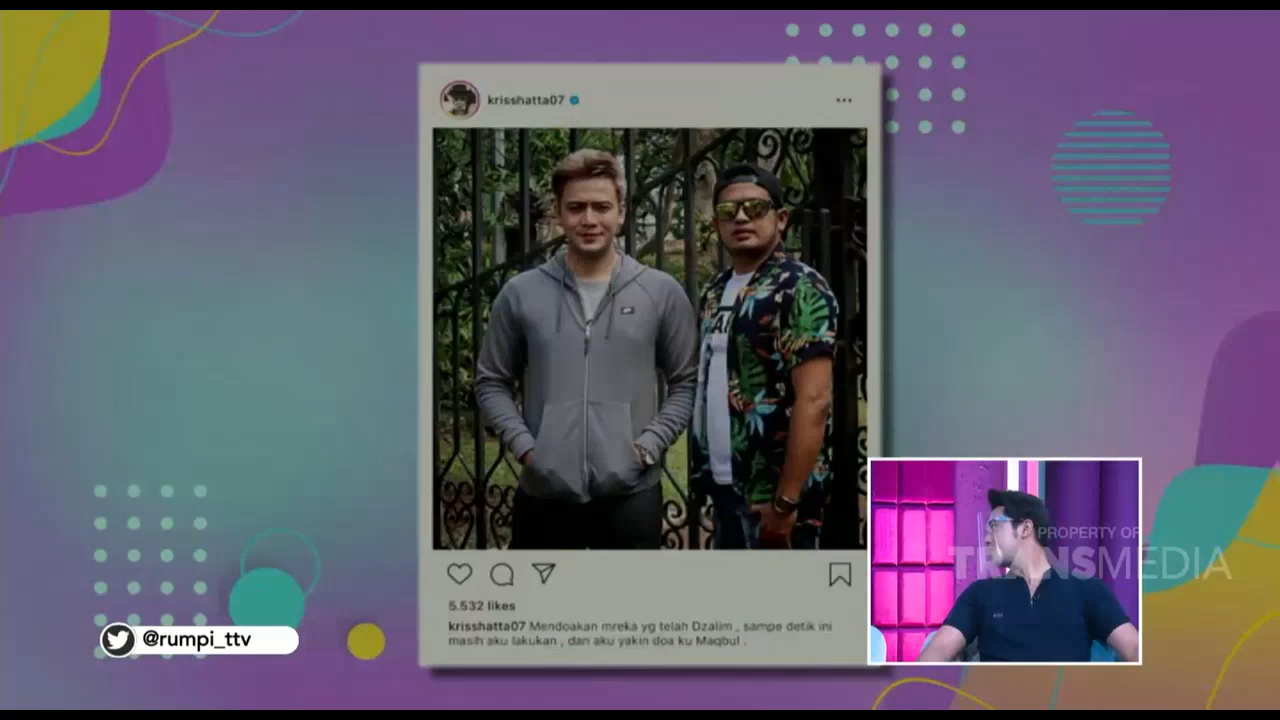 krisshatta07
5.532 likes
krisshatta07 Mendoakan mreka yg telah Dzalim , sampe detik ini
masih aku lakukan , dan aku yakin doa ku Maqbul .
@rumpi_ttv
PROPERTY OF
TRANSMEDIA